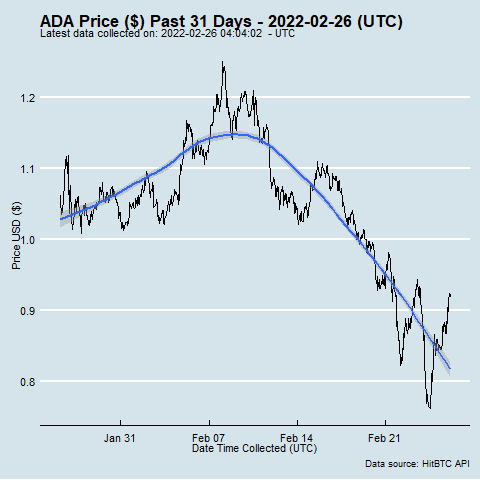 ADA Price ($) Past 31 Days - 2022-02-26 (UTC)
Latest data collected on: 2022-02-26 04:04:02 - UTC
1.2
1.1
1.0
0.9
0.8
Price USD ($)
Jan 31 Feb 07 Feb 14 Feb 21
Date Time Collected (UTC)
Data source: HitBTC API